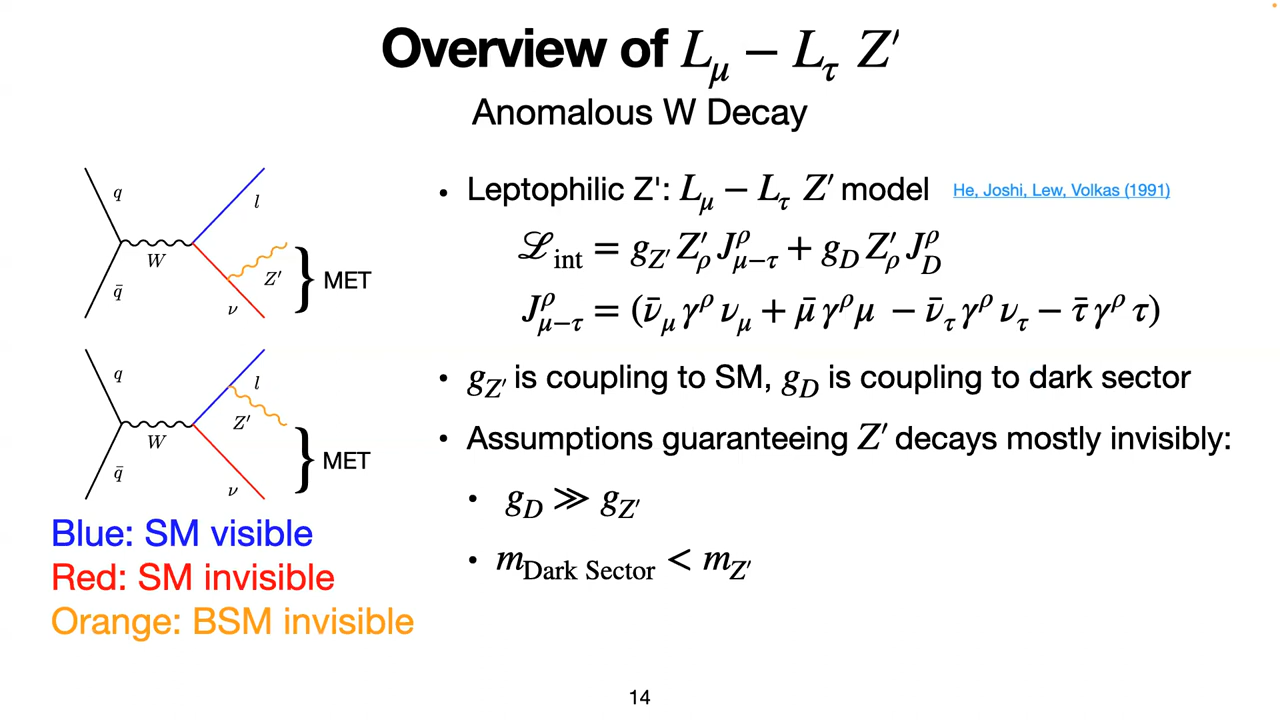 Overview of L_μ − L_τ Z′
Anomalous W Decay
q
l
W
Z′
MET
q̄
ν
q
l
W
Z′
MET
q̄
ν
Blue: SM visible
Red: SM invisible
Orange: BSM invisible
• Leptophilic Z': L_μ − L_τ Z′ model He, Joshi, Lew, Volkas (1991)
ℒ_int = g_Z′ Z′_ρ J^ρ_μ−τ + g_D Z′_ρ J^ρ_D
J^ρ_μ−τ = (ν̄_μ γ^ρ ν_μ + μ̄ γ^ρ μ − ν̄_τ γ^ρ ν_τ − τ̄ γ^ρ τ)
• g_Z′ is coupling to SM, g_D is coupling to dark sector
• Assumptions guaranteeing Z′ decays mostly invisibly:
• g_D ≫ g_Z′
• m_Dark Sector < m_Z′
14